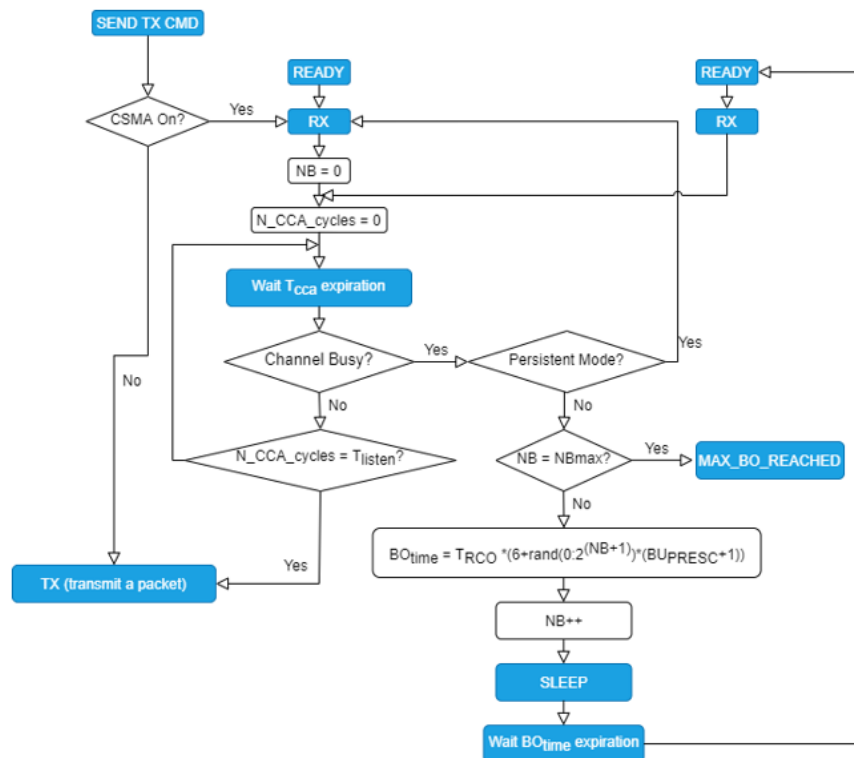 SEND TX CMD
READY
READY
CSMA On?
Yes
RX
RX
NB = 0
N_CCA_cycles = 0
Wait Tcca expiration
Channel Busy?
Yes
Persistent Mode?
Yes
No
No
No
N_CCA_cycles = Tlisten?
NB = NBmax?
Yes
MAX_BO_REACHED
No
BOtime = TRCO *(6+rand(0:2^(NB+1))*(BUPRESC+1))
Yes
TX (transmit a packet)
NB++
SLEEP
Wait BOtime expiration